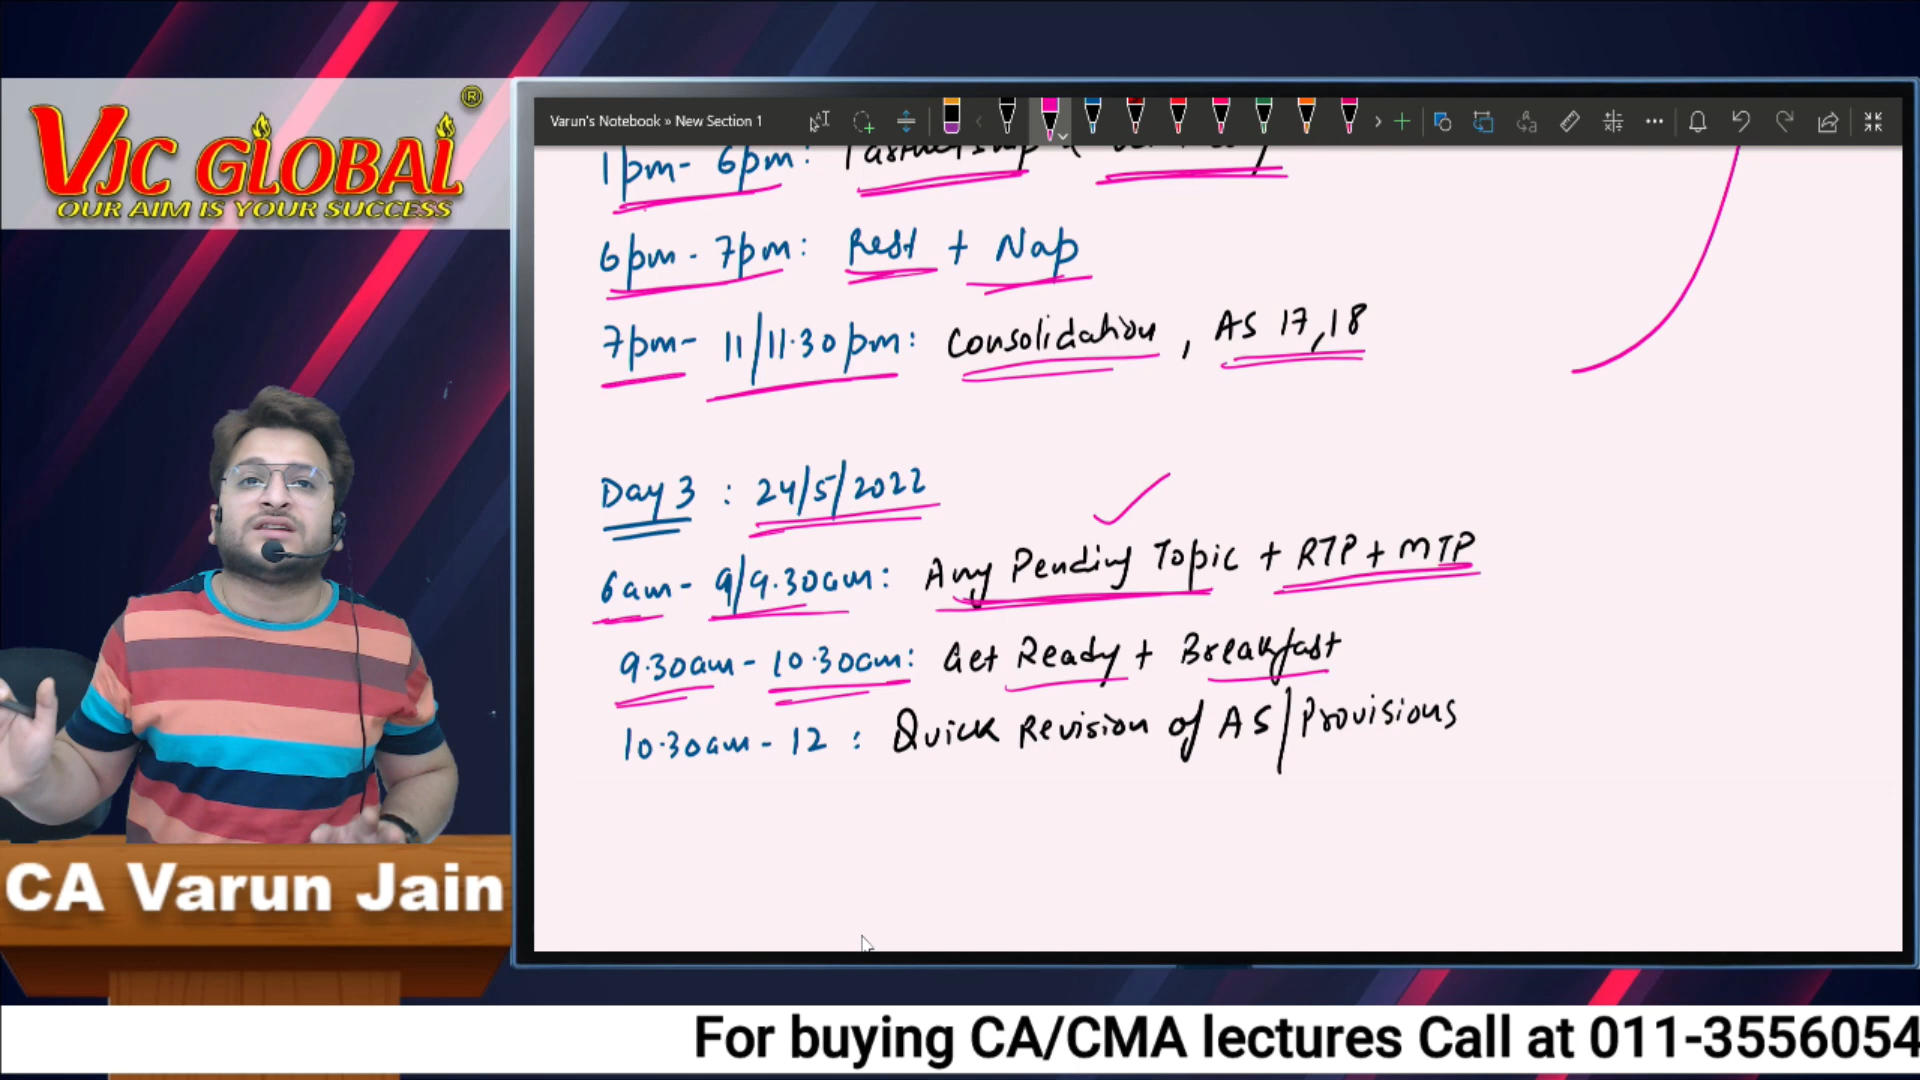 VJC GLOBAL®
OUR AIM IS YOUR SUCCESS
Varun's Notebook » New Section 1
1pm- 6pm: Partnership (
6pm - 7pm: Rest + Nap
7pm- 11/11.30pm: Consolidation, AS 17,18
Day 3 : 24/5/2022
6am- 9/9.30am: Any Pending Topic + RTP + MTP
9.30am- 10.30am: Get Ready + Breakfast
10.30am- 12 : Quick Revision of AS/Provisions
CA Varun Jain
For buying CA/CMA lectures Call at 011-3556054